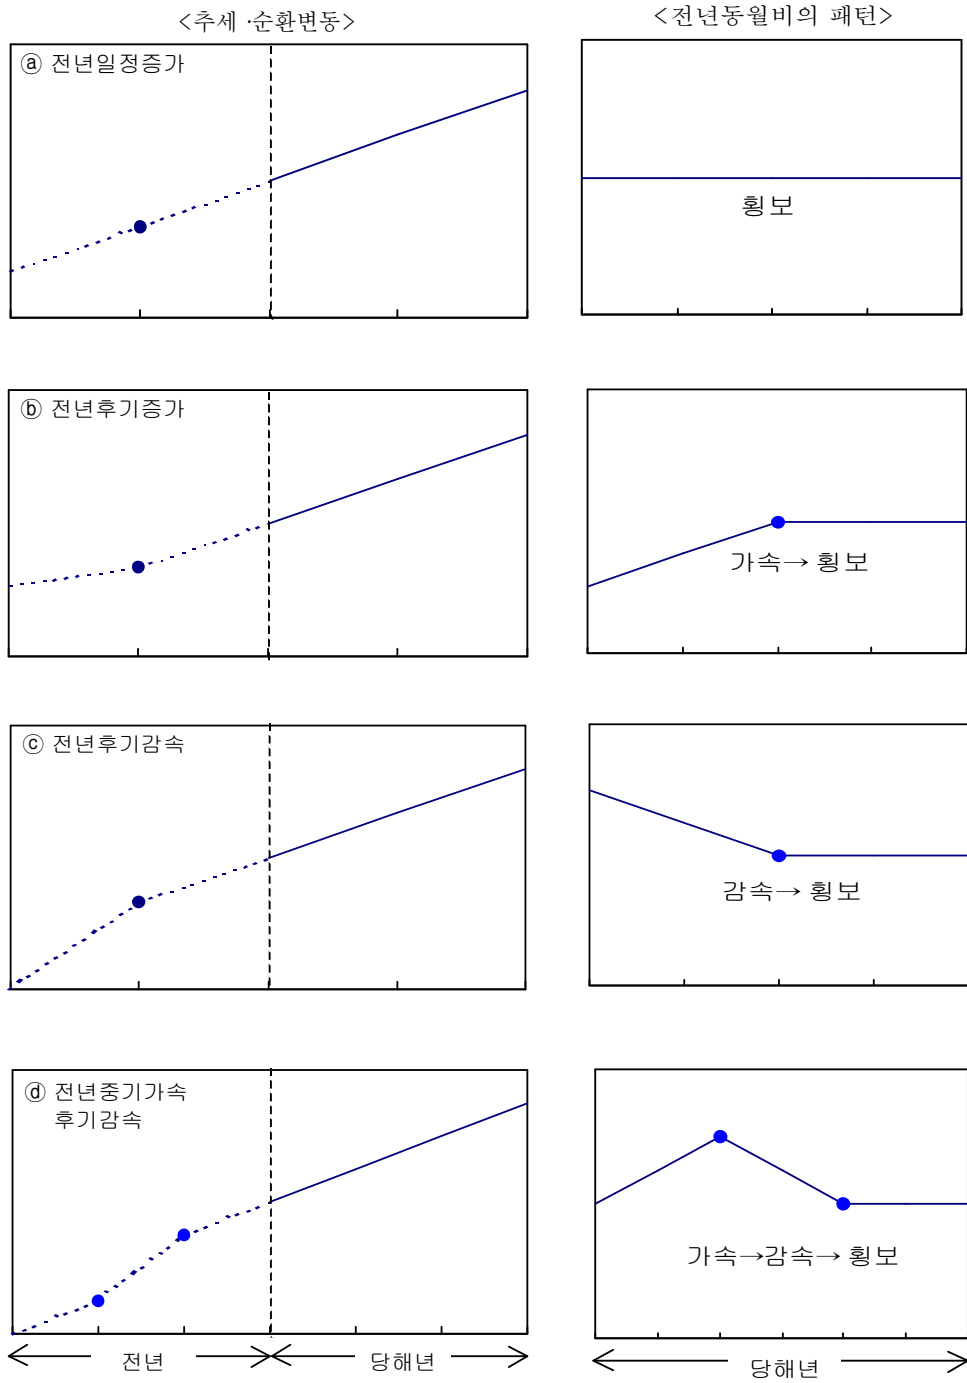 <추세 ·순환변동>
<전년동월비의 패턴>
ⓐ 전년일정증가
횡보
ⓑ 전년후기증가
가속→ 횡보
ⓒ 전년후기감속
감속→ 횡보
ⓓ 전년중기가속
후기감속
가속→감속→ 횡보
전년
당해년
당해년